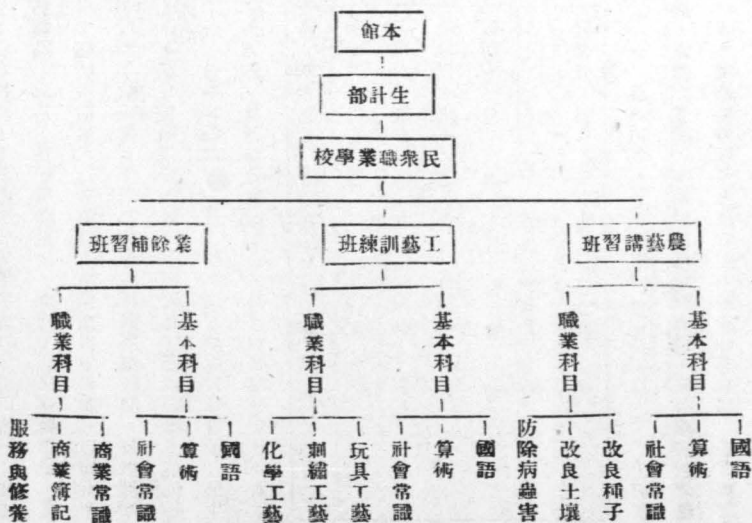 本館
生計部
民衆職業學校
農藝講習班
工藝訓練班
業餘補習班
基本科目
職業科目
基本科目
職業科目
基本科目
職業科目
國語
算術
社會常識
改良種子
改良土壤
防除病蟲害
國語
算術
社會常識
玩具工藝
刺繡工藝
化學工藝
國語
算術
社會常識
商業常識
商業簿記
服務與修養